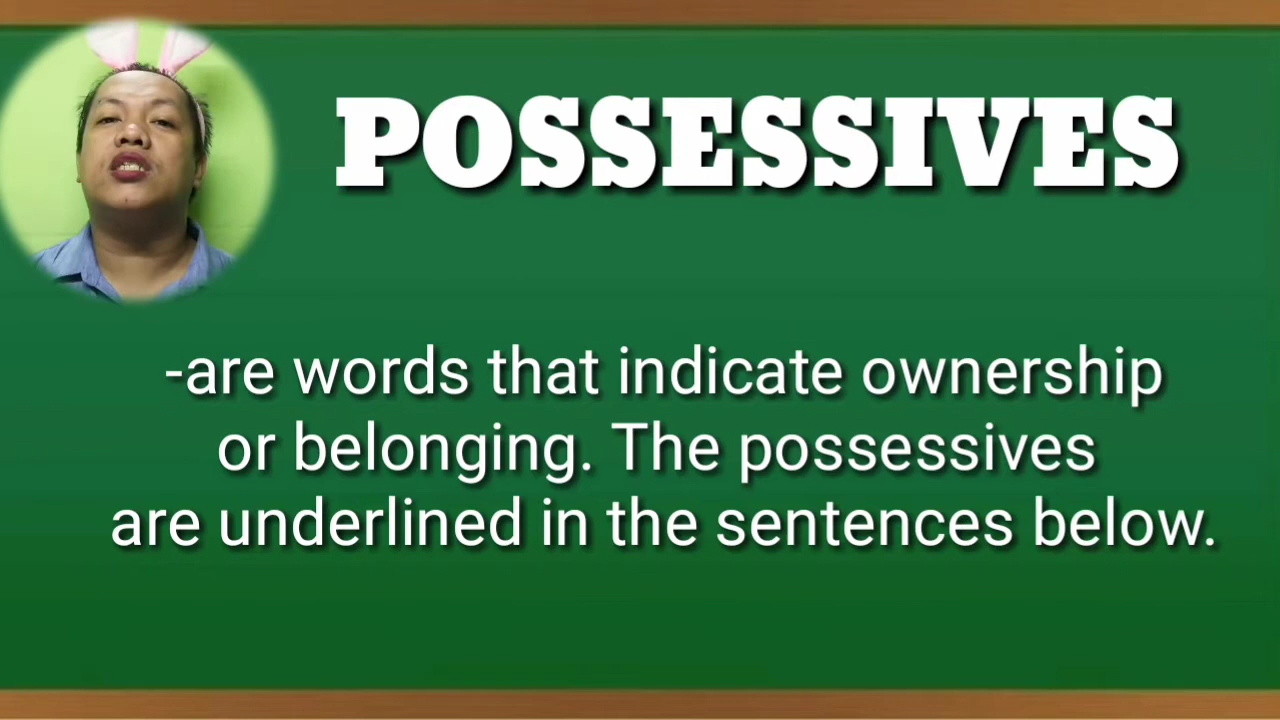 POSSESSIVES
-are words that indicate ownership
or belonging. The possessives
are underlined in the sentences below.